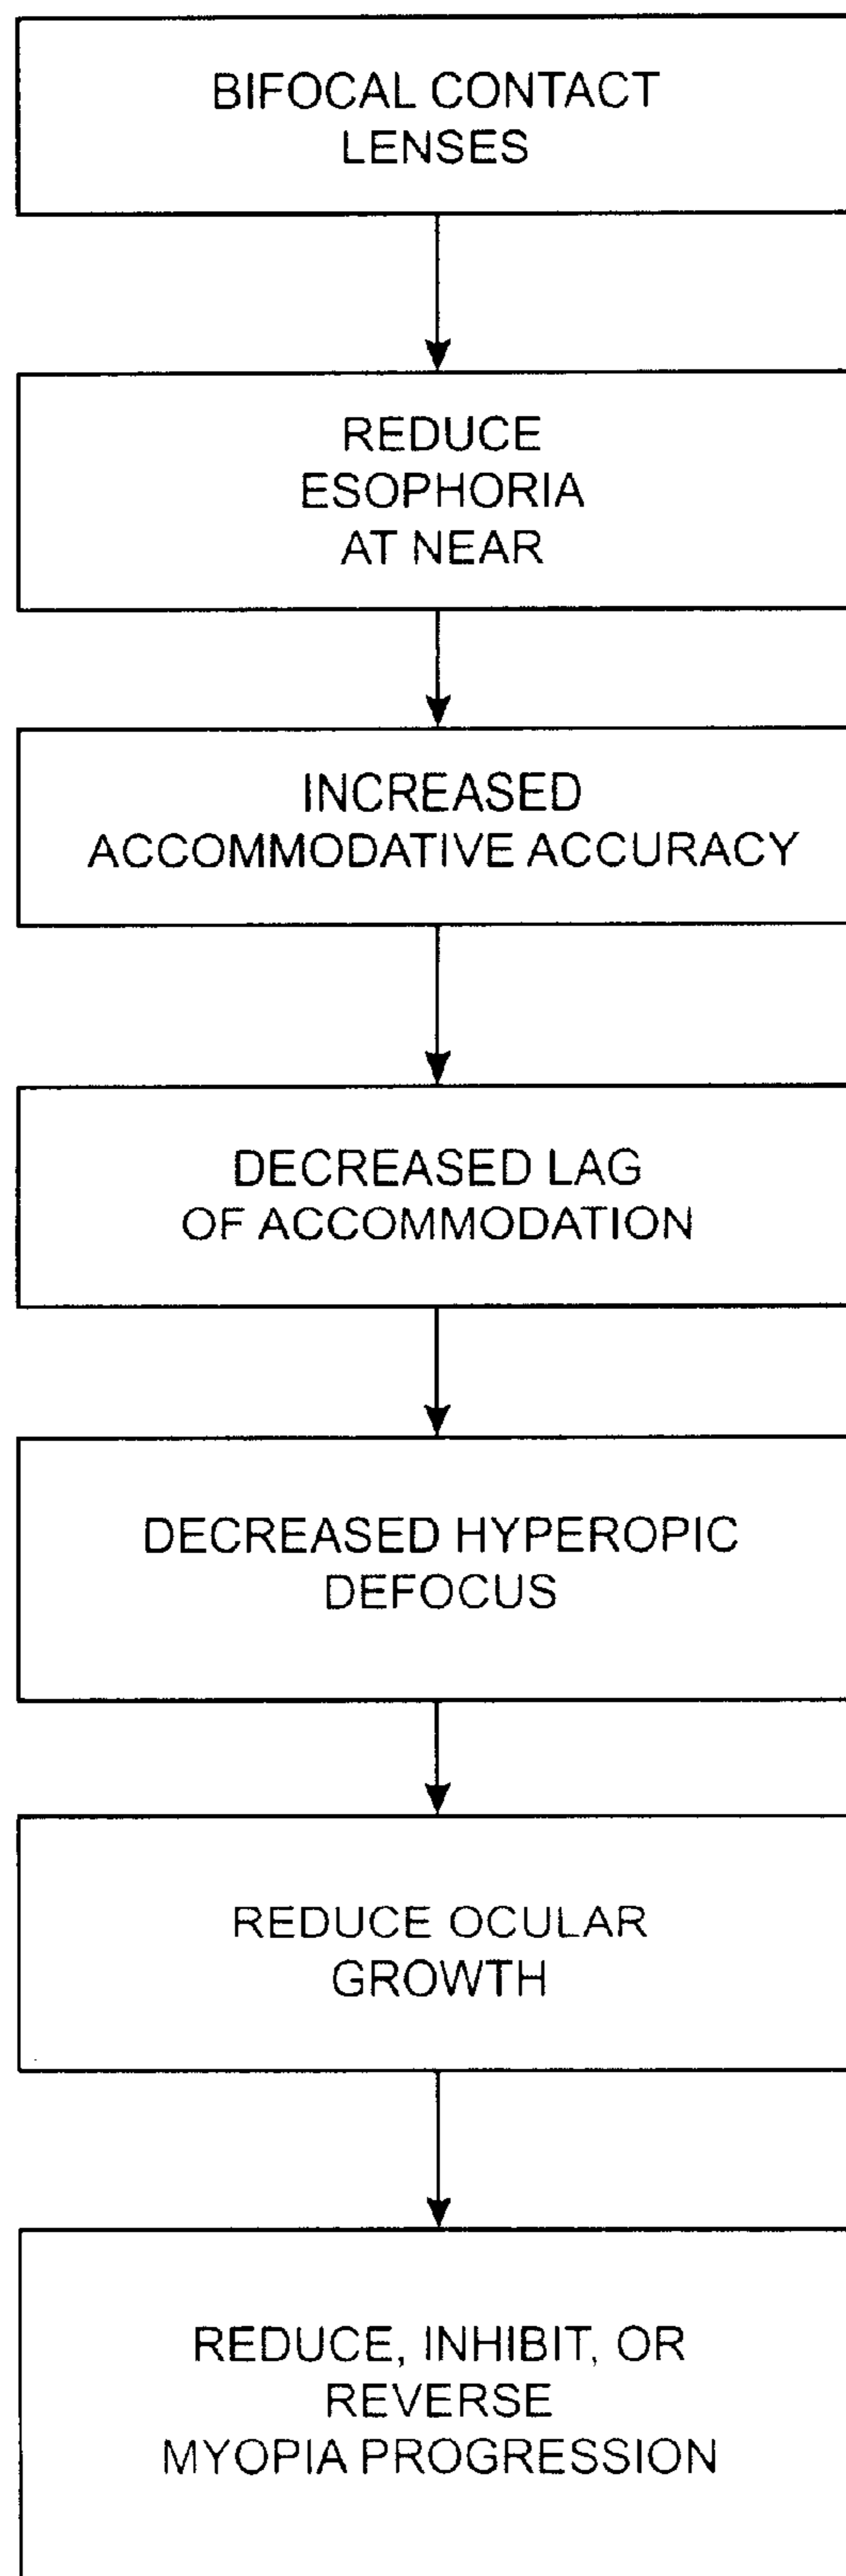 BIFOCAL CONTACT
LENSES
REDUCE
ESOPHORIA
AT NEAR
INCREASED
ACCOMMODATIVE ACCURACY
DECREASED LAG
OF ACCOMMODATION
DECREASED HYPEROPIC
DEFOCUS
REDUCE OCULAR
GROWTH
REDUCE, INHIBIT, OR
REVERSE
MYOPIA PROGRESSION